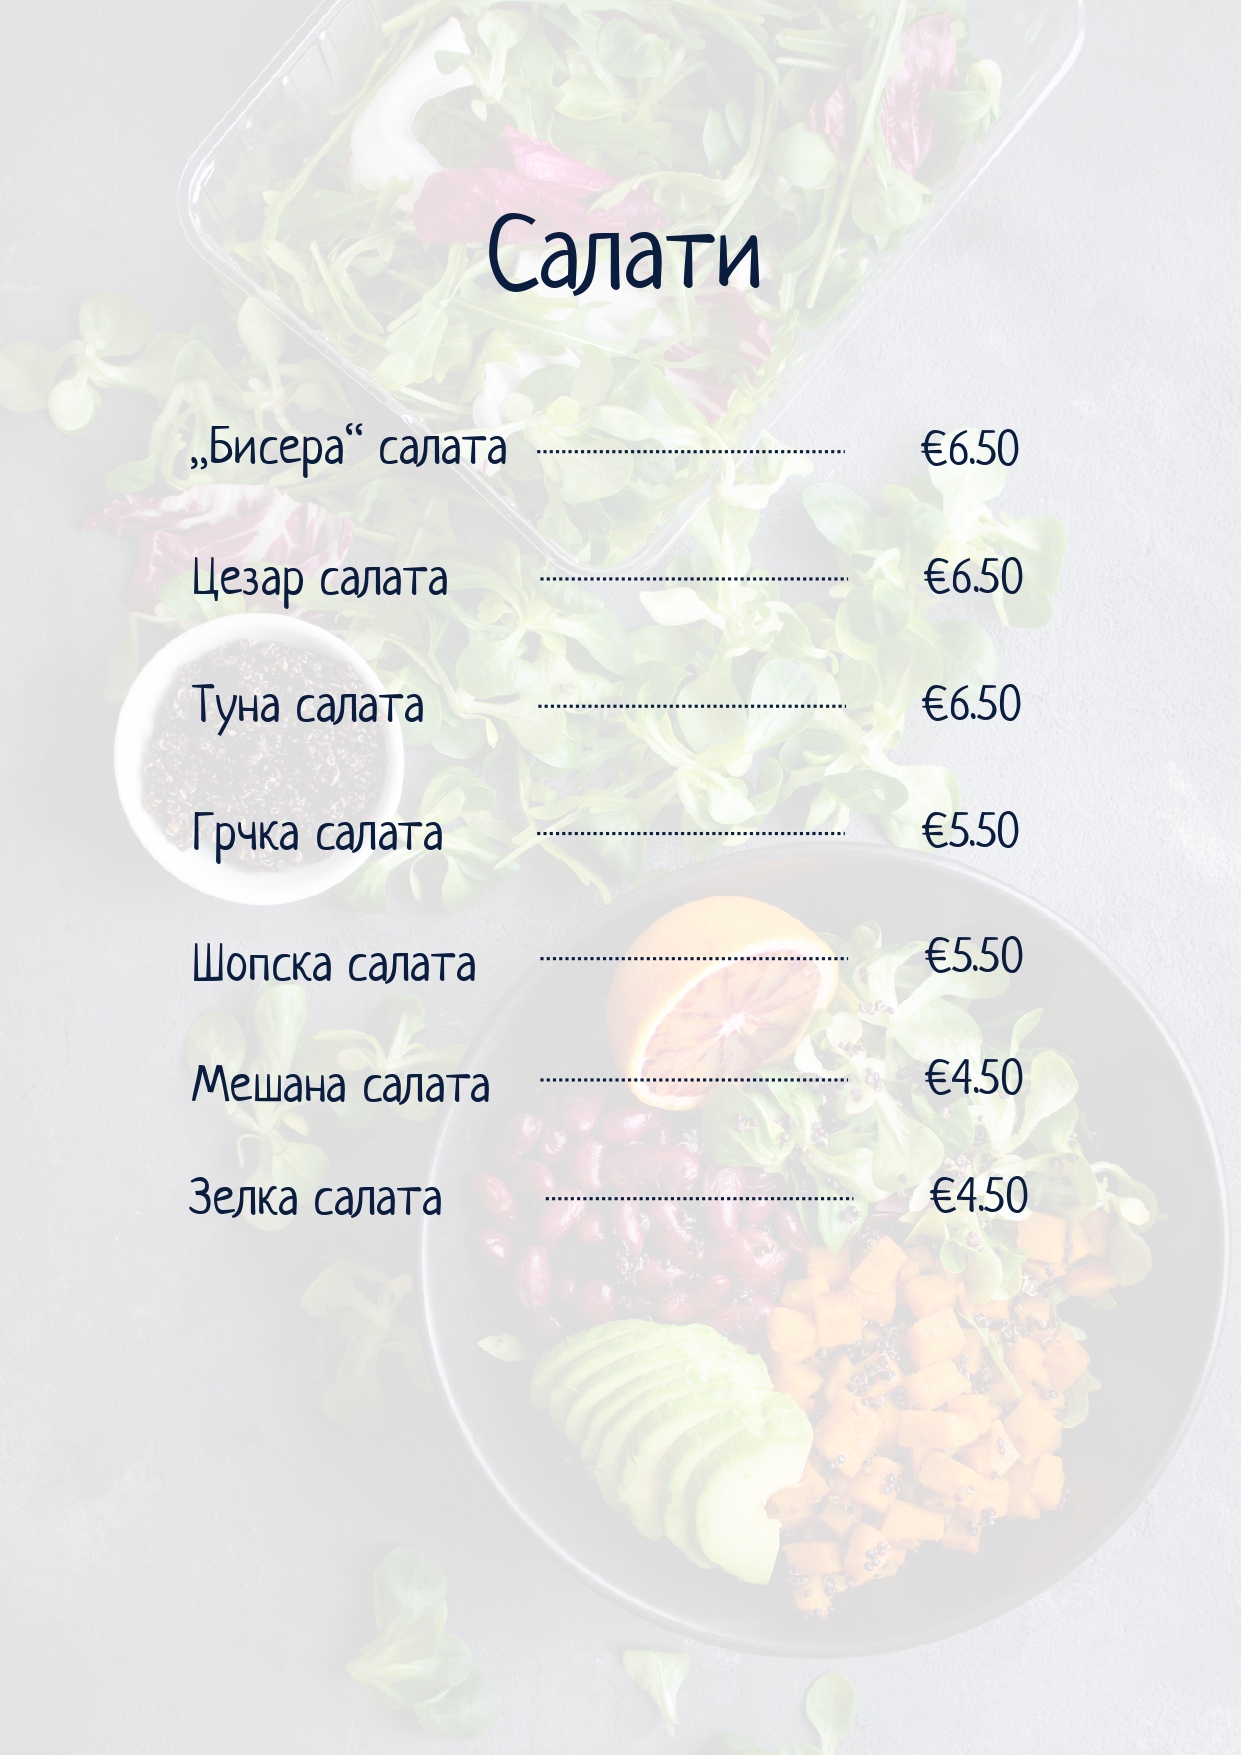 Салати
„Бисера“ салата ........................ €6.50
Цезар салата ........................ €6.50
Туна салата ........................ €6.50
Грчка салата ........................ €5.50
Шопска салата ........................ €5.50
Мешана салата ........................ €4.50
Зелка салата ........................ €4.50